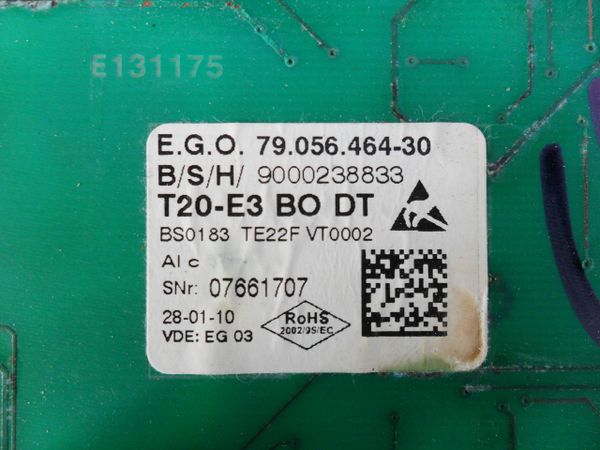 E131175
E.G.O. 79.056.464-30
B/S/H/ 9000238833
T20-E3 BO DT
BS0183 TE22F VT0002
AI c
SNr: 07661707
28-01-10
VDE: EG 03
RoHS
2002/95/EC